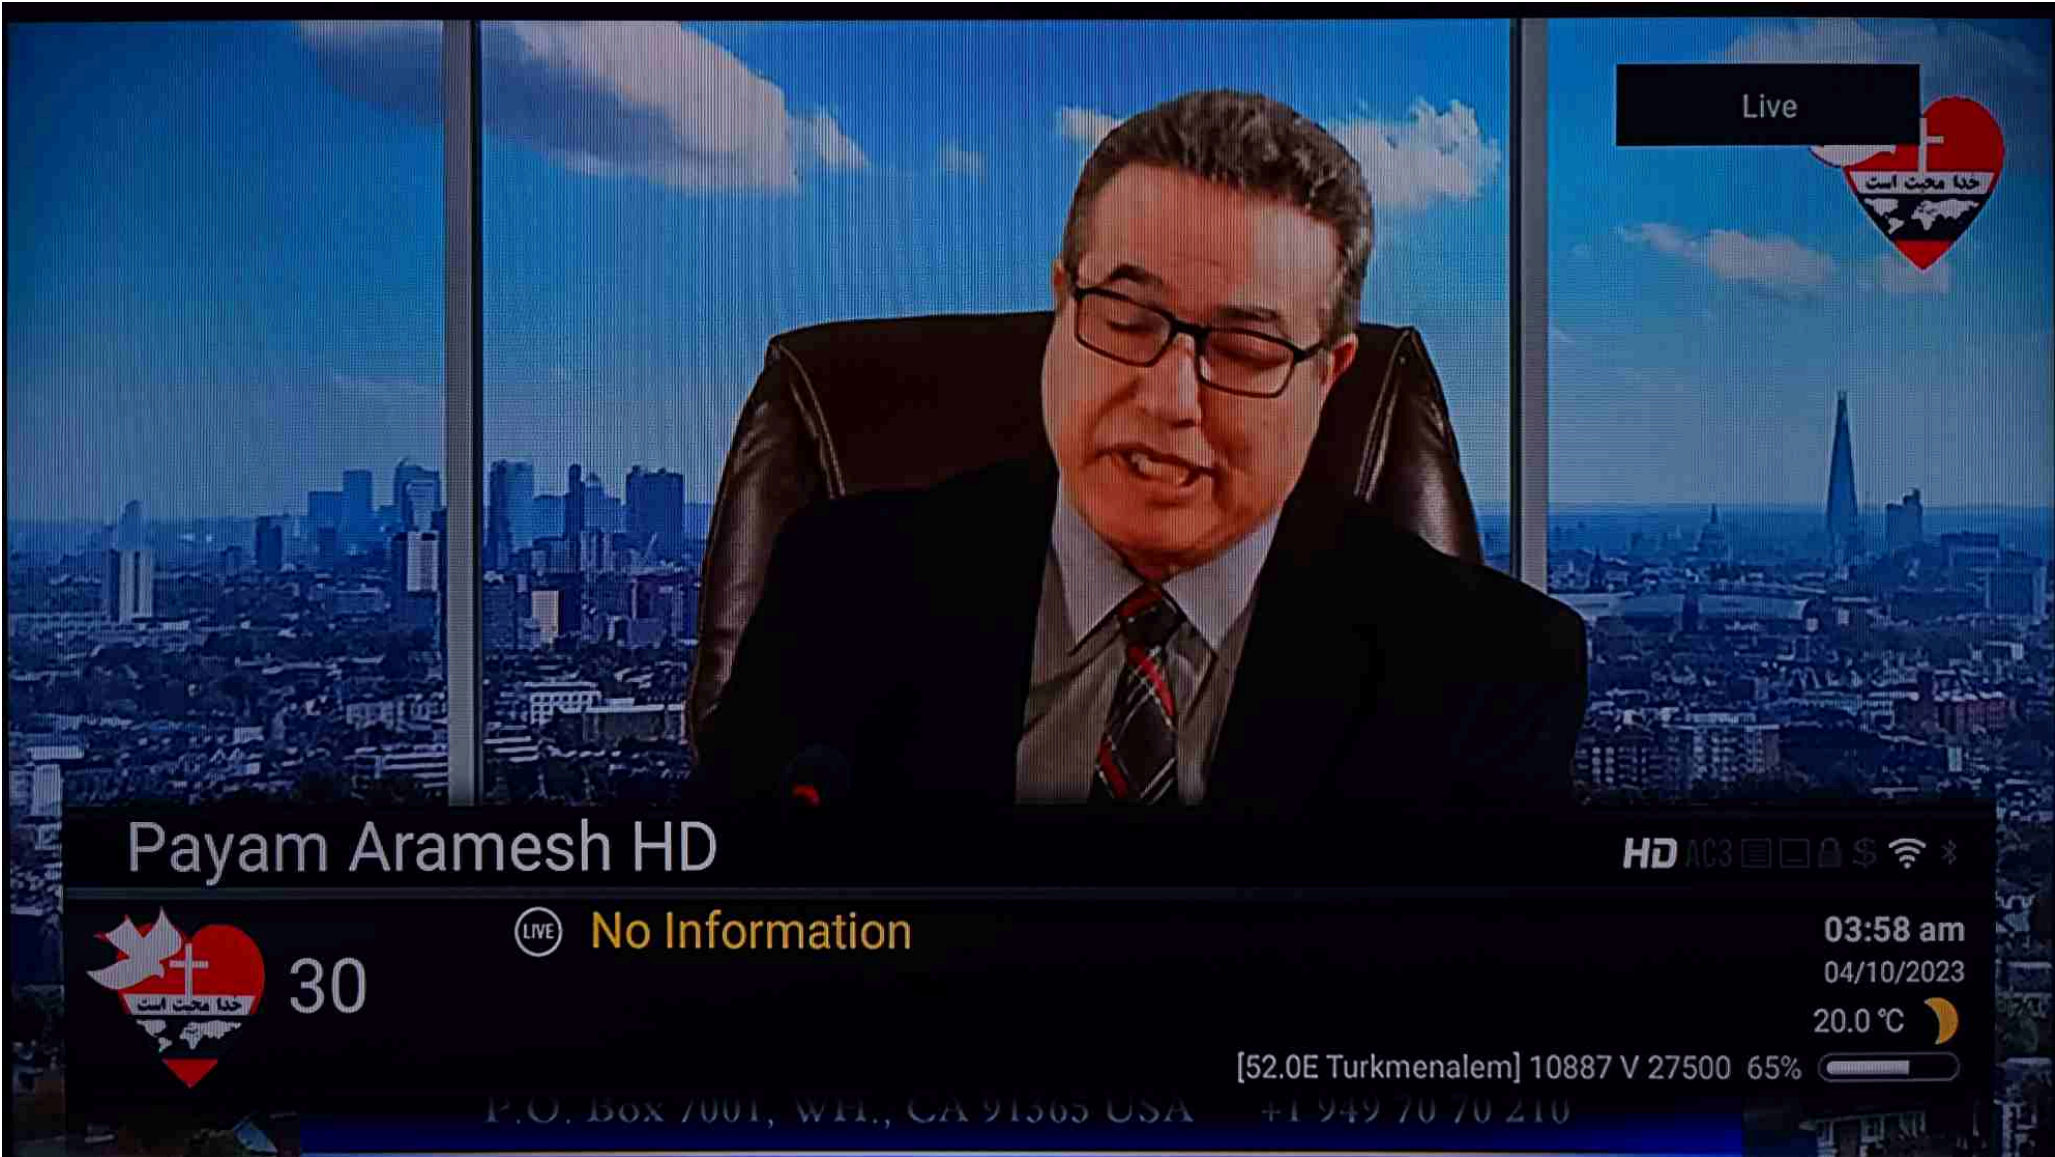 Live
خدا محبت است
Payam Aramesh HD
HD AC3 $
LIVE No Information
خدا محبت است
30
03:58 am
04/10/2023
20.0 °C
[52.0E Turkmenalem] 10887 V 27500 65%
P.O. Box 7001, WH., CA 91365 USA +1 949 70 70 210